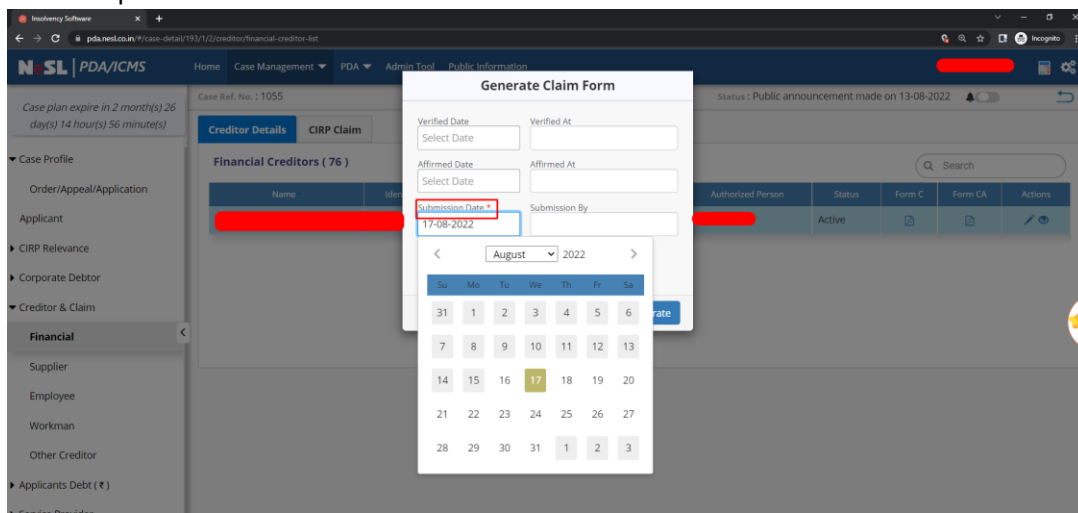 Insolvency Software
pda.nesl.co.in/#/case-detail/193/1/2/creditor/financial-creditor-list
Incognito
NeSL | PDA/ICMS
Home Case Management PDA Admin Tool Public Information
Case plan expire in 2 month(s) 26
day(s) 14 hour(s) 56 minute(s)
Case Ref. No. : 1055
Status : Public announcement made on 13-08-2022
Creditor Details CIRP Claim
Financial Creditors ( 76 )
Search
Name Authorized Person Status Form C Form CA Actions
Active
Case Profile
Order/Appeal/Application
Applicant
CIRP Relevance
Corporate Debtor
Creditor & Claim
Financial
Supplier
Employee
Workman
Other Creditor
Applicants Debt ( ₹ )
Generate Claim Form
Verified Date Verified At
Select Date
Affirmed Date Affirmed At
Select Date
Submission Date * Submission By
17-08-2022
August 2022
Su Mo Tu We Th Fr Sa
31 1 2 3 4 5 6
7 8 9 10 11 12 13
14 15 16 17 18 19 20
21 22 23 24 25 26 27
28 29 30 31 1 2 3